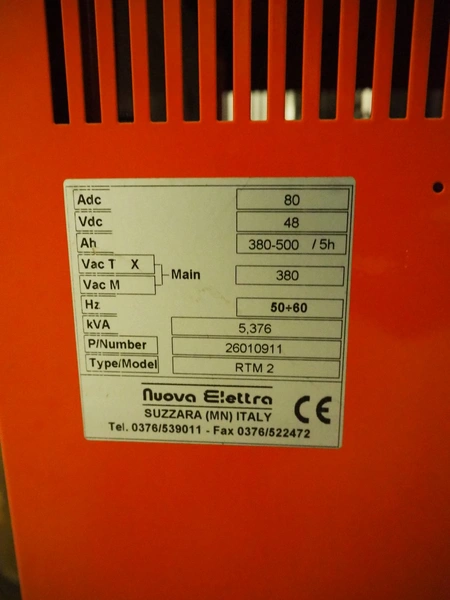 Adc 80
Vdc 48
Ah 380-500 / 5h
Vac T X
Main 380
Vac M
Hz 50÷60
kVA 5,376
P/Number 26010911
Type/Model RTM 2
Nuova Elettra
SUZZARA (MN) ITALY
CE
Tel. 0376/539011 - Fax 0376/522472